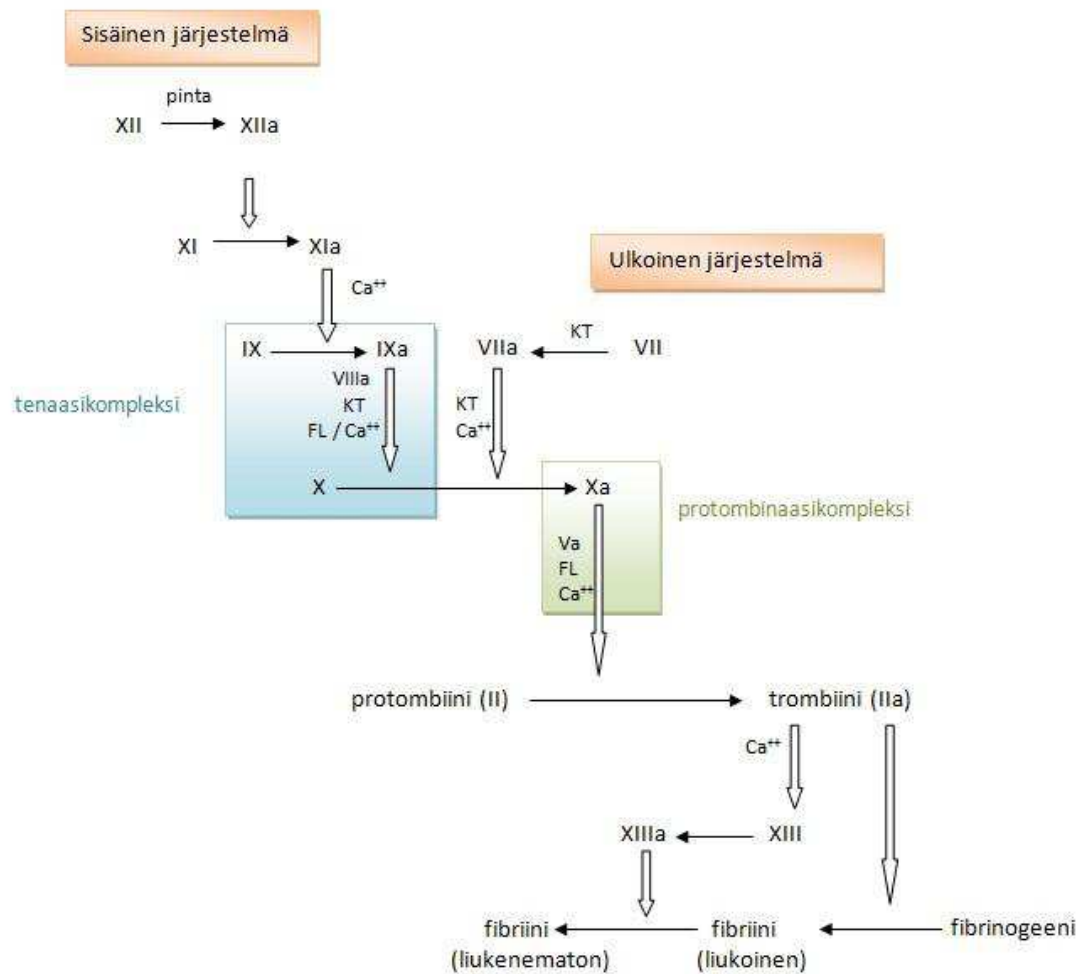 Sisäinen järjestelmä
pinta
XII XIIa
XI XIa
Ulkoinen järjestelmä
Ca⁺⁺
IX IXa VIIa KT VII
tenaasikompleksi
VIIIa
KT
FL / Ca⁺⁺
KT
Ca⁺⁺
X Xa
protombinaasikompleksi
Va
FL
Ca⁺⁺
protombiini (II) trombiini (IIa)
Ca⁺⁺
XIIIa XIII
fibriini
(liukenematon)
fibriini
(liukoinen)
fibrinogeeni